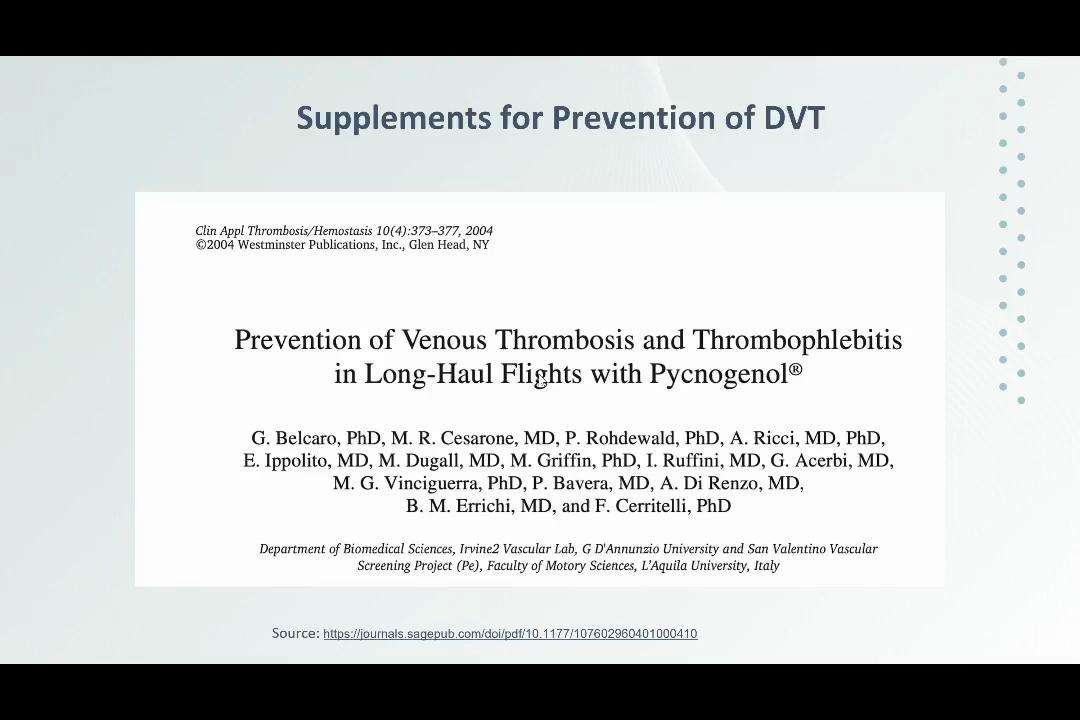 Supplements for Prevention of DVT
Clin Appl Thrombosis/Hemostasis 10(4):373–377, 2004
©2004 Westminster Publications, Inc., Glen Head, NY
Prevention of Venous Thrombosis and Thrombophlebitis
in Long-Haul Flights with Pycnogenol®
G. Belcaro, PhD, M. R. Cesarone, MD, P. Rohdewald, PhD, A. Ricci, MD, PhD,
E. Ippolito, MD, M. Dugall, MD, M. Griffin, PhD, I. Ruffini, MD, G. Acerbi, MD,
M. G. Vinciguerra, PhD, P. Bavera, MD, A. Di Renzo, MD,
B. M. Errichi, MD, and F. Cerritelli, PhD
Department of Biomedical Sciences, Irvine2 Vascular Lab, G D'Annunzio University and San Valentino Vascular
Screening Project (Pe), Faculty of Motory Sciences, L'Aquila University, Italy
Source: https://journals.sagepub.com/doi/pdf/10.1177/107602960401000410